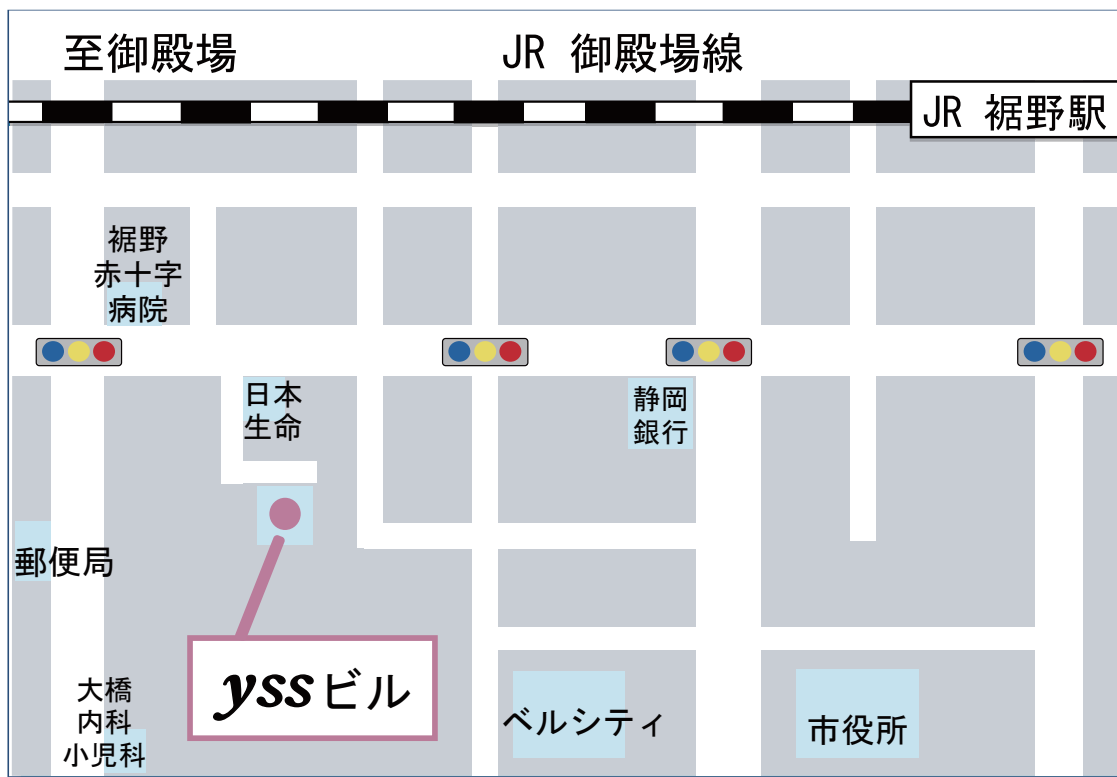 至御殿場
JR 御殿場線
JR 裾野駅
裾野
赤十字
病院
日本
生命
静岡
銀行
郵便局
yssビル
大橋
内科
小児科
ベルシティ
市役所